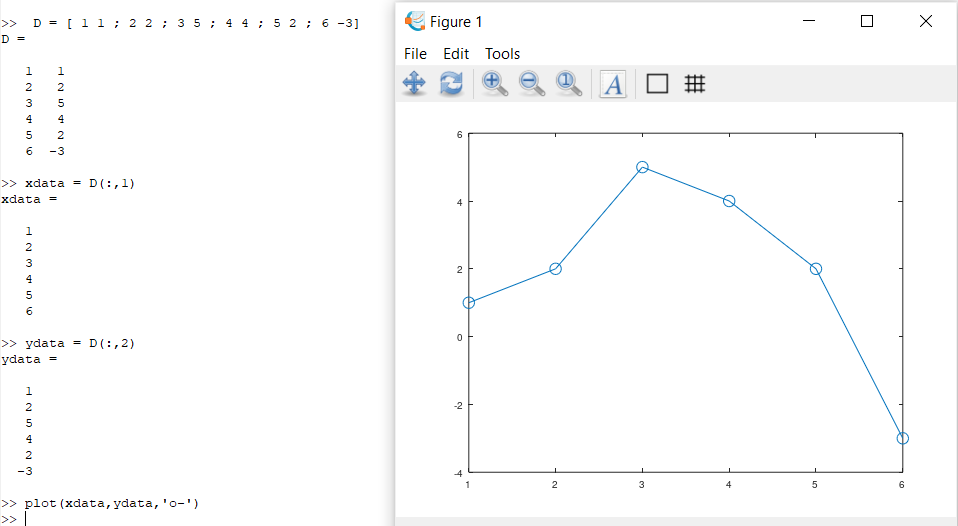 >>  D = [ 1 1 ; 2 2 ; 3 5 ; 4 4 ; 5 2 ; 6 -3]
D =
1 1
2 2
3 5
4 4
5 2
6 -3
>> xdata = D(:,1)
xdata =
1
2
3
4
5
6
>> ydata = D(:,2)
ydata =
1
2
5
4
2
-3
>> plot(xdata,ydata,'o-')
>>
Figure 1
File Edit Tools
A
6
4
2
0
-2
-4
1 2 3 4 5 6